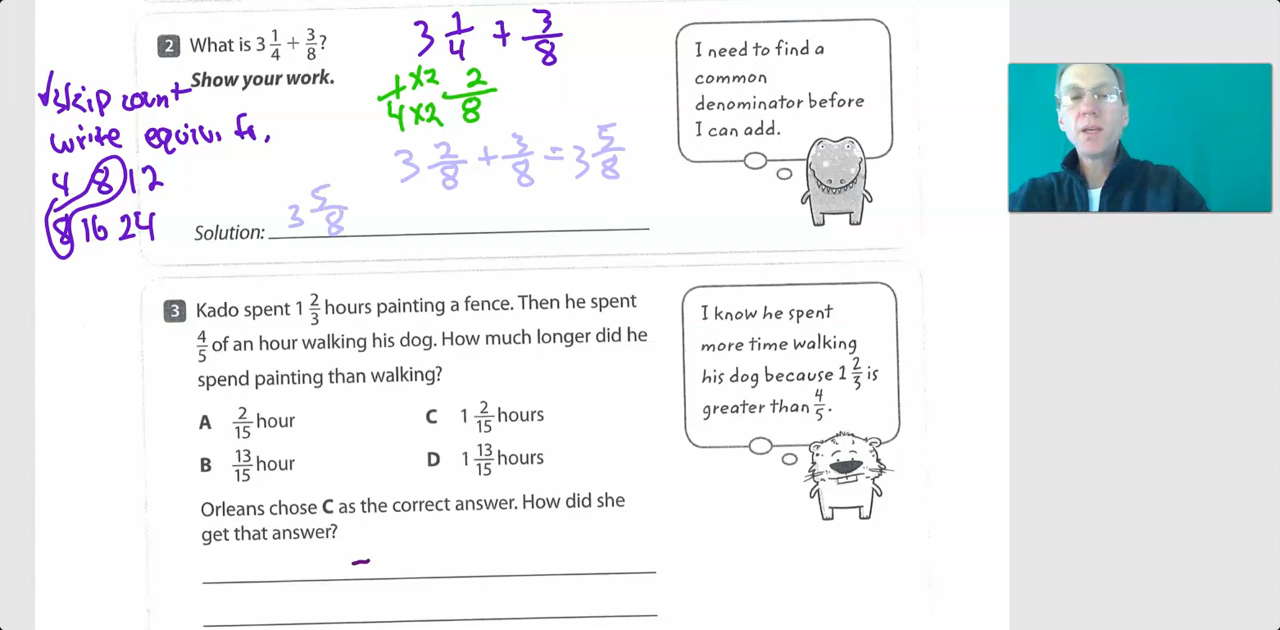 2 What is 3 1/4 + 3/8?
Show your work.
3 1/4 + 3/8
√skip count
write equiv. fr.
4 8 12
8 16 24
1×2 2
4×2 8
3 2/8 + 3/8 = 3 5/8
Solution: 3 5/8
I need to find a
common
denominator before
I can add.
3 Kado spent 1 2/3 hours painting a fence. Then he spent
4/5 of an hour walking his dog. How much longer did he
spend painting than walking?
A 2/15 hour
B 13/15 hour
C 1 2/15 hours
D 1 13/15 hours
Orleans chose C as the correct answer. How did she
get that answer?
I know he spent
more time walking
his dog because 1 2/3 is
greater than 4/5.